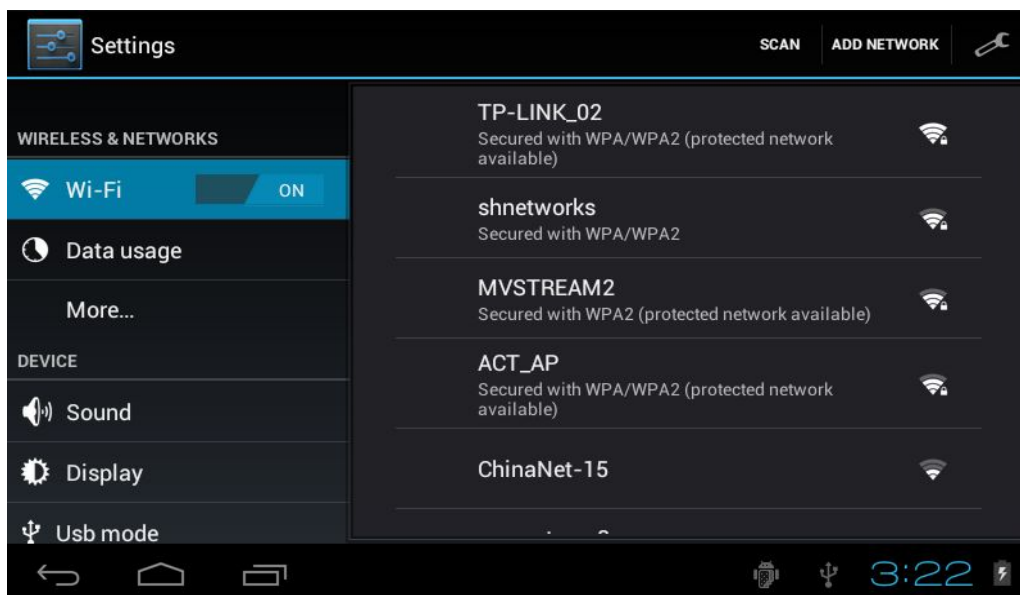 Settings
SCAN
ADD NETWORK
WIRELESS & NETWORKS
Wi-Fi
ON
Data usage
More...
DEVICE
Sound
Display
Usb mode
TP-LINK_02
Secured with WPA/WPA2 (protected network
available)
shnetworks
Secured with WPA/WPA2
MVSTREAM2
Secured with WPA2 (protected network available)
ACT_AP
Secured with WPA/WPA2 (protected network
available)
ChinaNet-15
3:22